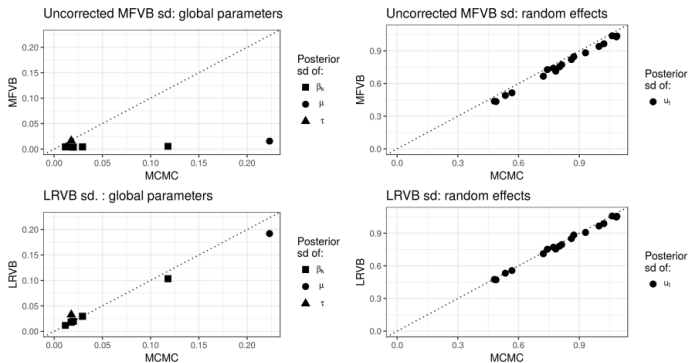 Uncorrected MFVB sd: global parameters
MFVB
0.20
0.15
0.10
0.05
0.00
0.00 0.05 0.10 0.15 0.20
MCMC
Posterior
sd of:
βk
μ
τ
Uncorrected MFVB sd: random effects
MFVB
0.9
0.6
0.3
0.0
0.0 0.3 0.6 0.9
MCMC
Posterior
sd of:
ut
LRVB sd. : global parameters
LRVB
0.20
0.15
0.10
0.05
0.00
0.00 0.05 0.10 0.15 0.20
MCMC
Posterior
sd of:
βk
μ
τ
LRVB sd: random effects
LRVB
0.9
0.6
0.3
0.0
0.0 0.3 0.6 0.9
MCMC
Posterior
sd of:
ut